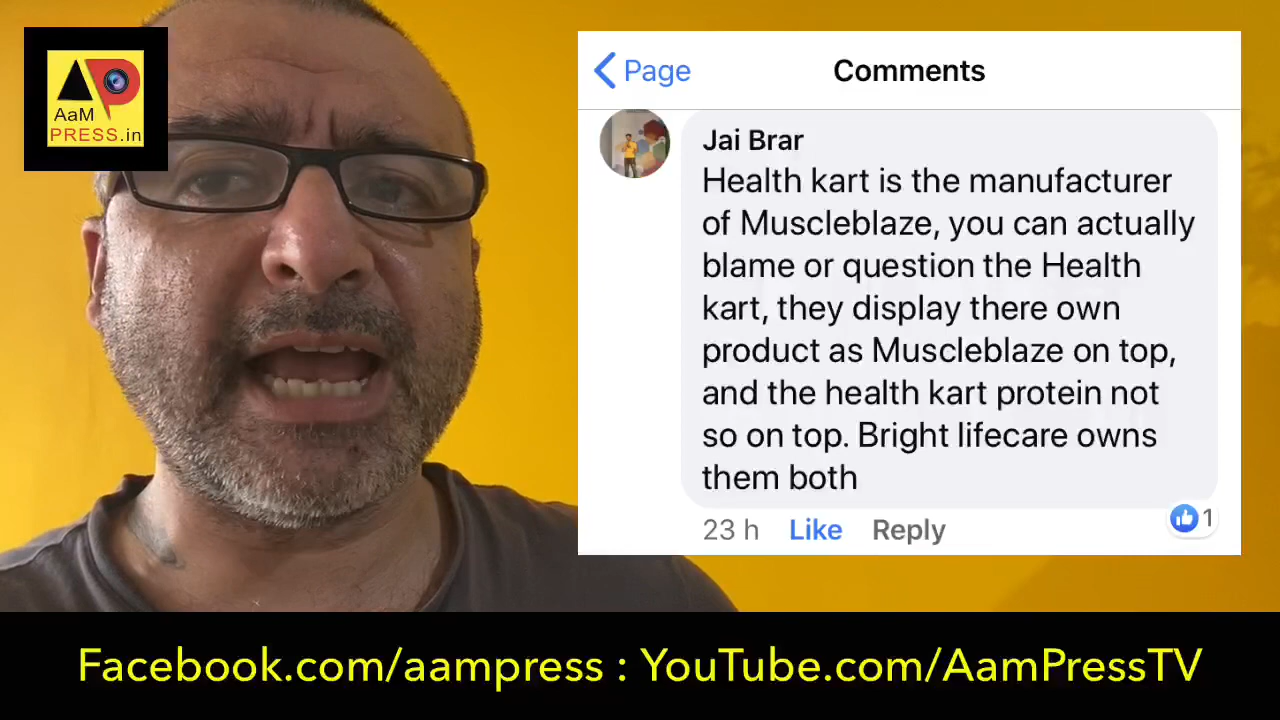 AP
AaM
PRESS.in
Page
Comments
Jai Brar
Health kart is the manufacturer
of Muscleblaze, you can actually
blame or question the Health
kart, they display there own
product as Muscleblaze on top,
and the health kart protein not
so on top. Bright lifecare owns
them both
23 h Like Reply
1
Facebook.com/aampress : YouTube.com/AamPressTV